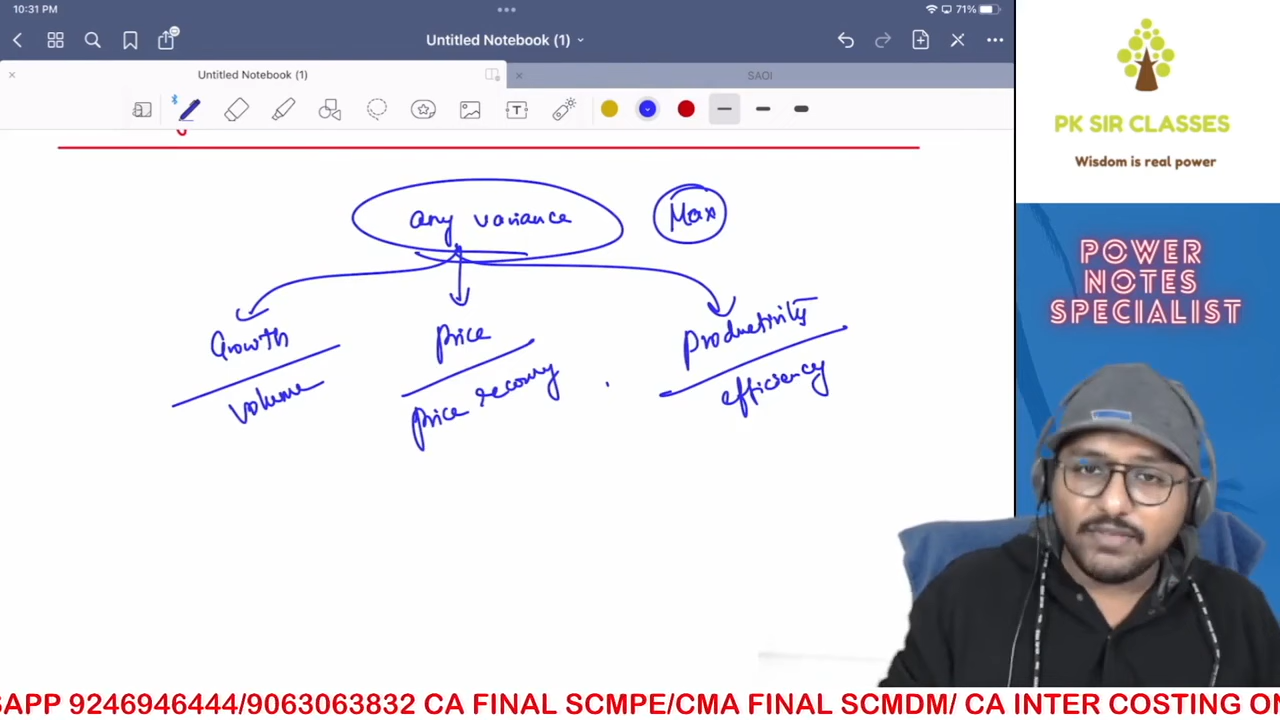 10:31 PM
71%
Untitled Notebook (1)
Untitled Notebook (1)
SAOI
any variance
Max
Growth
volume
price
price recovery
productivity
efficiency
PK SIR CLASSES
Wisdom is real power
POWER
NOTES
SPECIALIST
SAPP 9246946444/9063063832 CA FINAL SCMPE/CMA FINAL SCMDM/ CA INTER COSTING ON